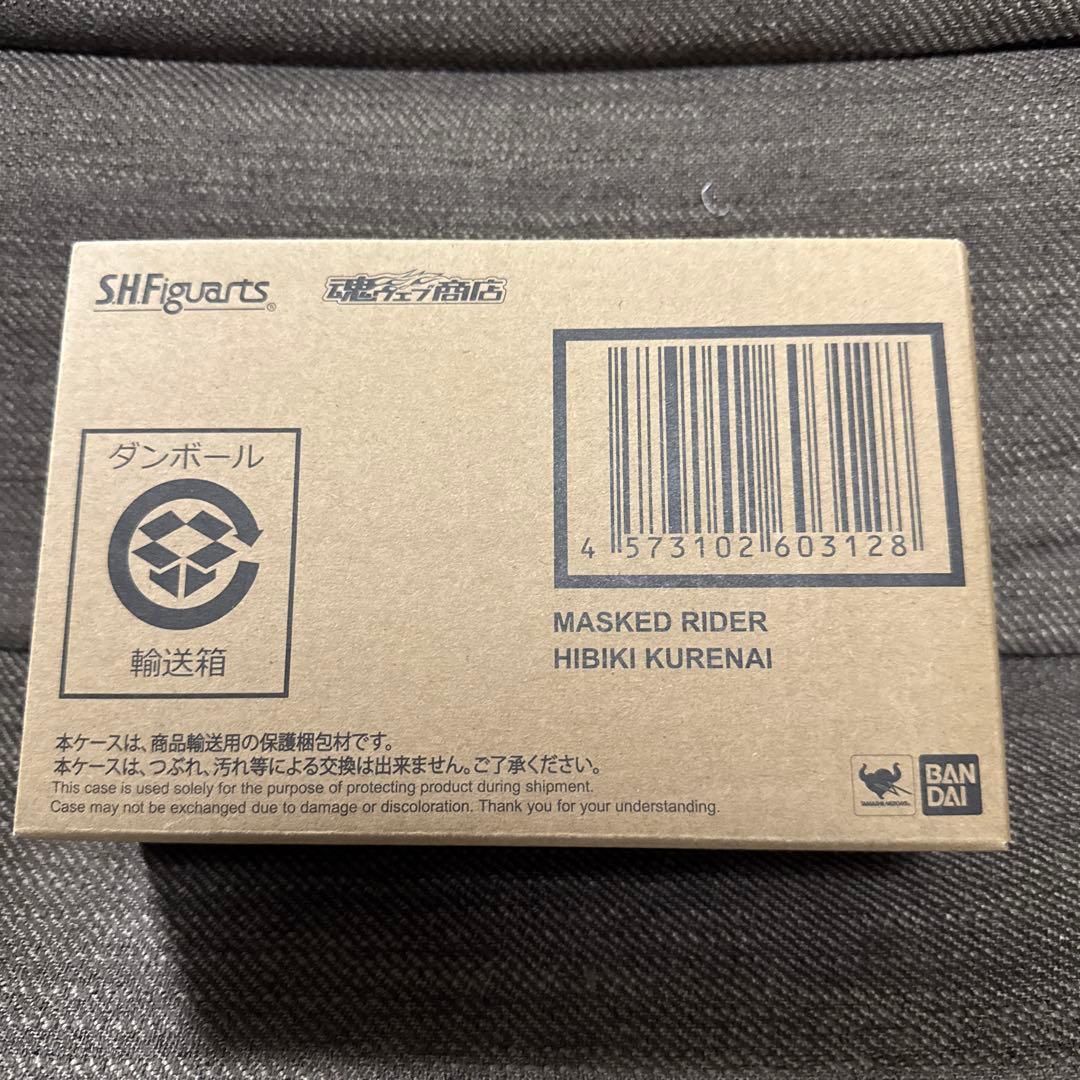 S.H.Figuarts®
魂ウェブ商店
ダンボール
輸送箱
4 573102 603128
MASKED RIDER
HIBIKI KURENAI
本ケースは、商品輸送用の保護梱包材です。
本ケースは、つぶれ、汚れ等による交換は出来ません。ご了承ください。
This case is used solely for the purpose of protecting product during shipment.
Case may not be exchanged due to damage or discoloration. Thank you for your understanding.
TAMASHII NATIONS
BAN
DAI